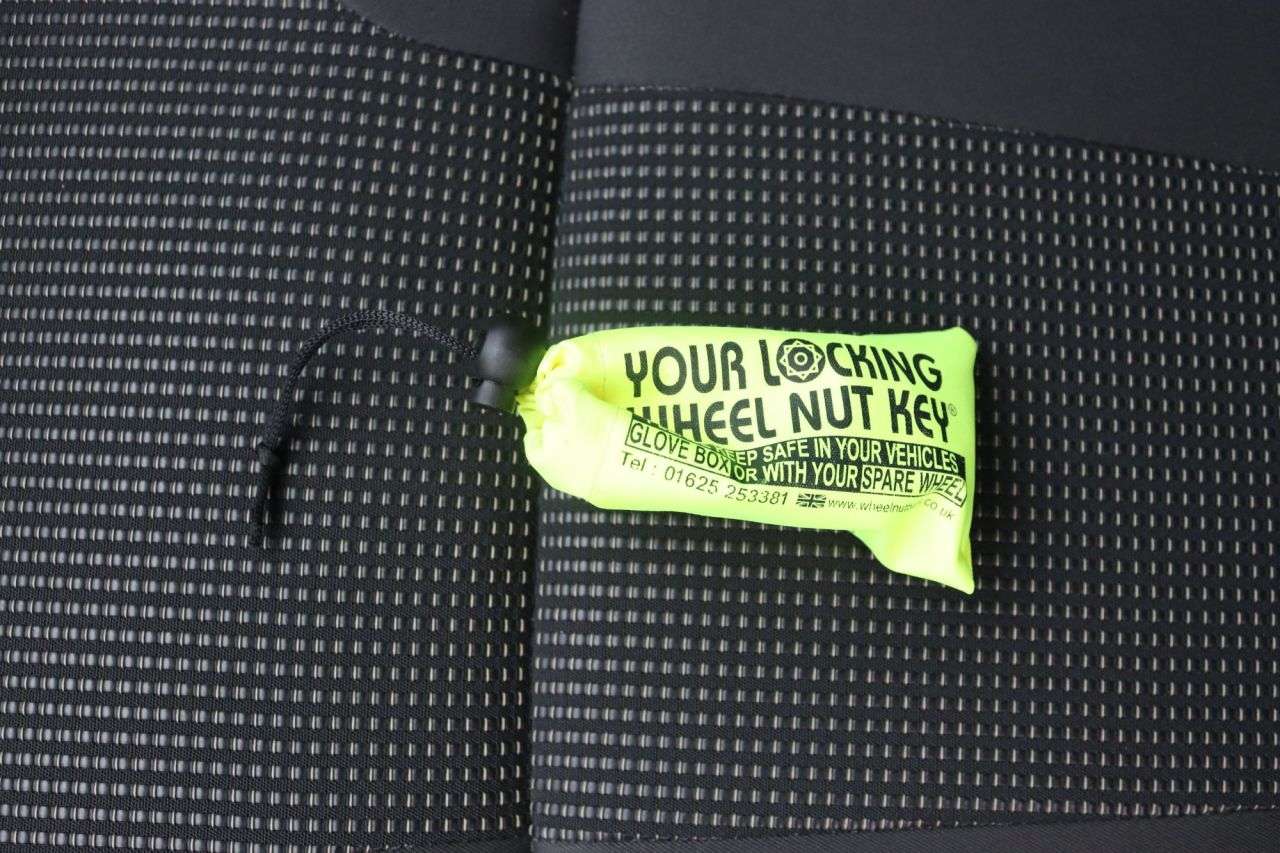 YOUR LOCKING
WHEEL NUT KEY®
KEEP SAFE IN YOUR VEHICLES
GLOVE BOX OR WITH YOUR SPARE WHEEL
Tel : 01625 253381